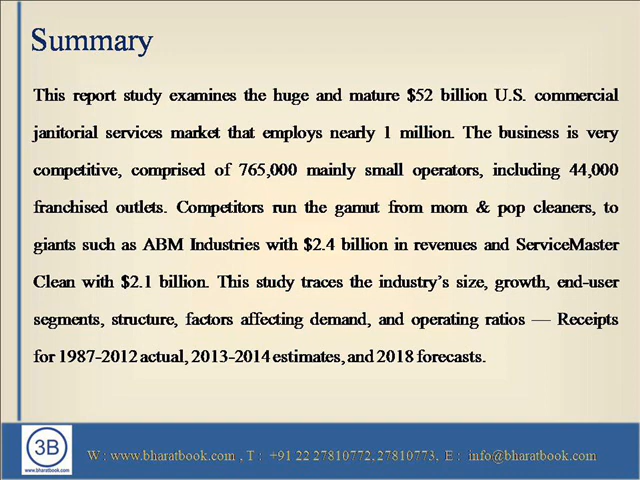 Summary
This report study examines the huge and mature $52 billion U.S. commercial
janitorial services market that employs nearly 1 million. The business is very
competitive, comprised of 765,000 mainly small operators, including 44,000
franchised outlets. Competitors run the gamut from mom & pop cleaners, to
giants such as ABM Industries with $2.4 billion in revenues and ServiceMaster
Clean with $2.1 billion. This study traces the industry's size, growth, end-user
segments, structure, factors affecting demand, and operating ratios — Receipts
for 1987-2012 actual, 2013-2014 estimates, and 2018 forecasts.
3B
www.bharatbook.com
W : www.bharatbook.com , T : +91 22 27810772, 27810773, E : info@bharatbook.com